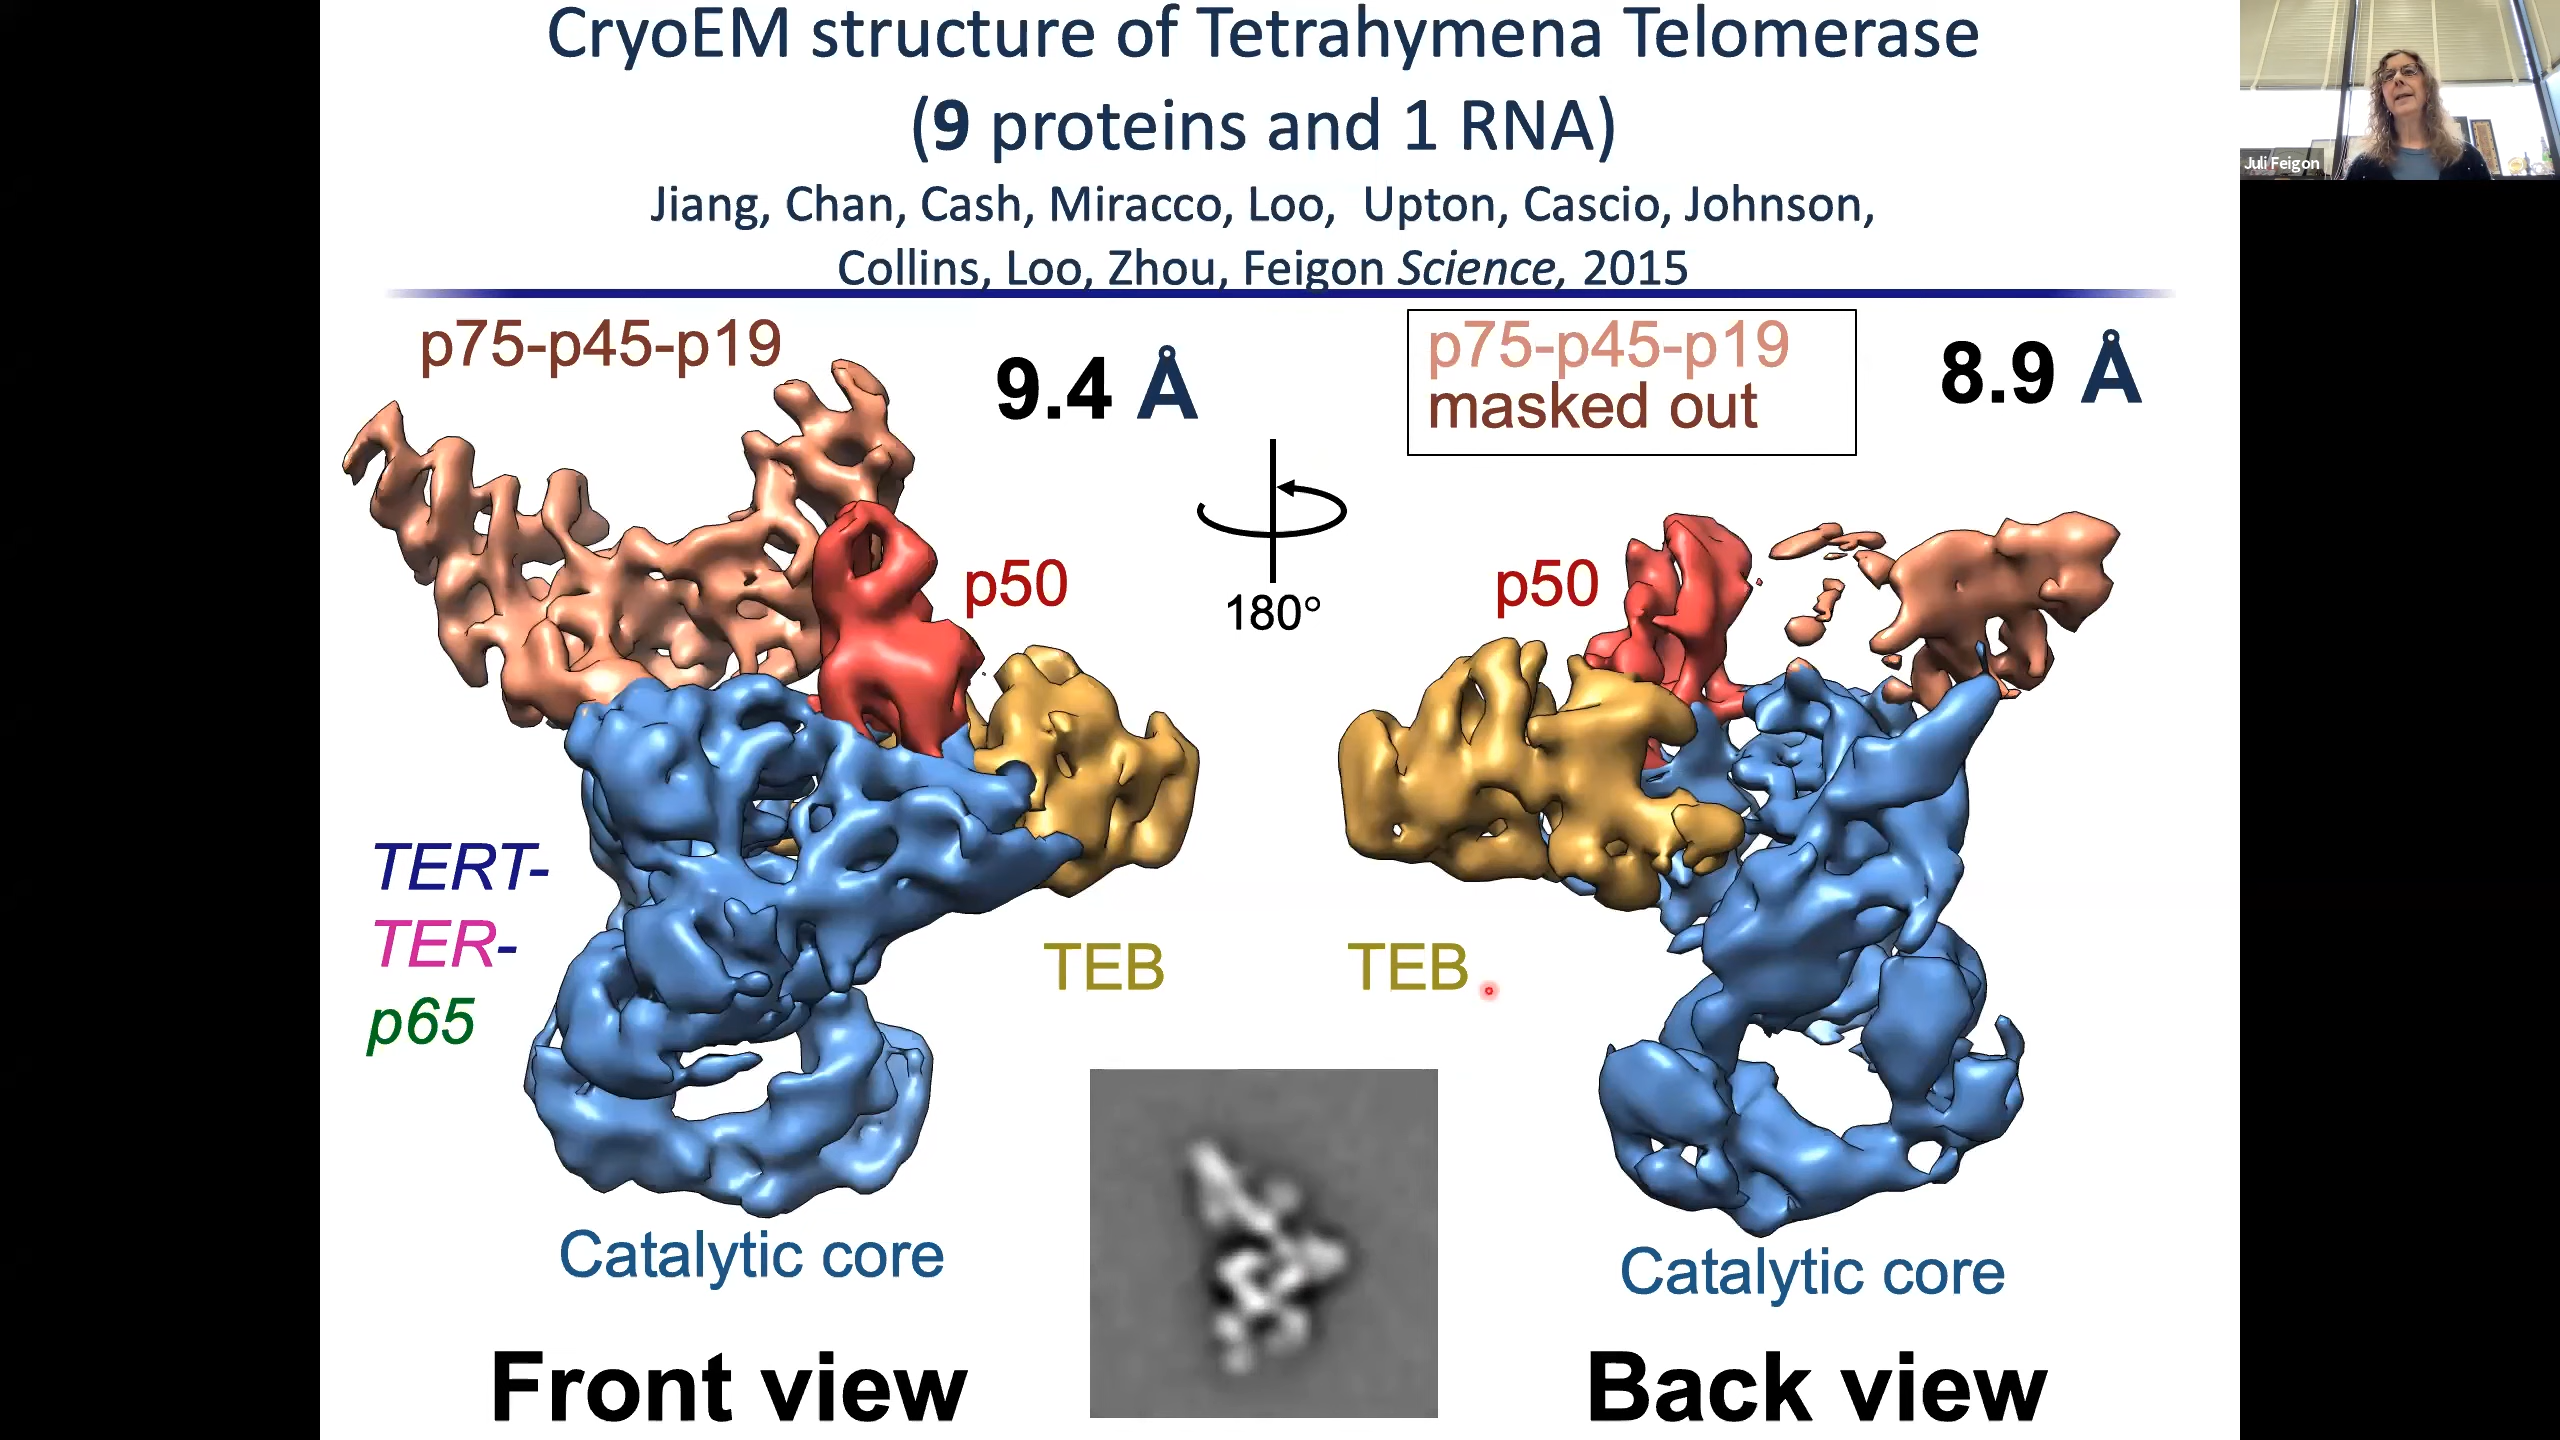 CryoEM structure of Tetrahymena Telomerase
(9 proteins and 1 RNA)
Jiang, Chan, Cash, Miracco, Loo, Upton, Cascio, Johnson,
Collins, Loo, Zhou, Feigon Science, 2015
Juli Feigon
p75-p45-p19
9.4 Å
p75-p45-p19
masked out
8.9 Å
p50
180°
p50
TERT-
TER-
p65
TEB
TEB
Catalytic core
Catalytic core
Front view
Back view